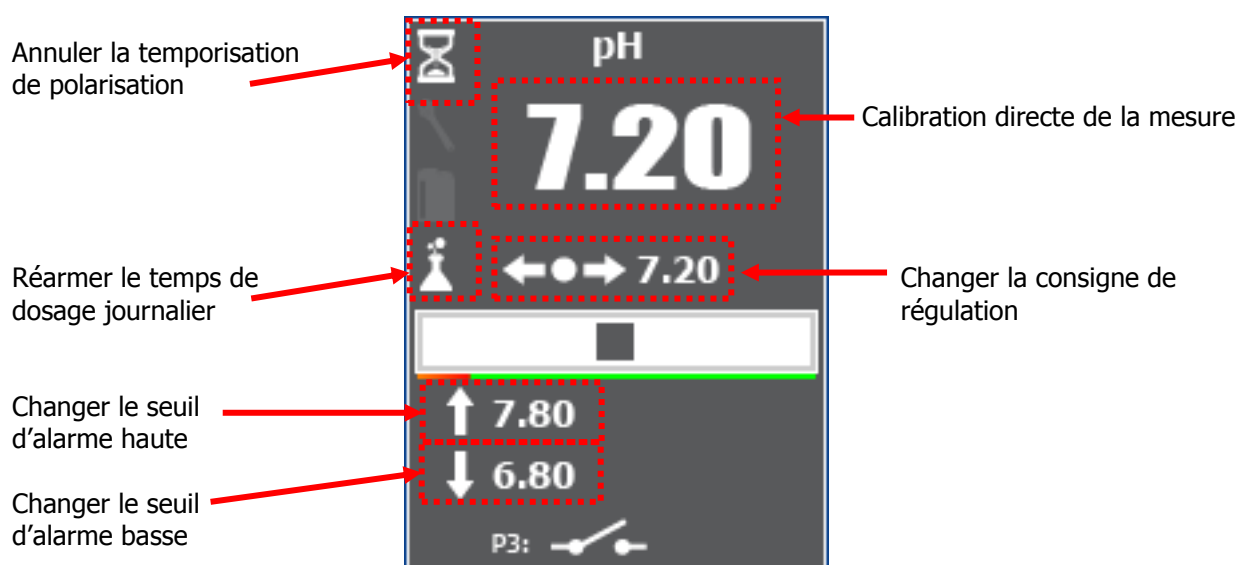 Annuler la temporisation
de polarisation
pH
7.20
Calibration directe de la mesure
Réarmer le temps de
dosage journalier
7.20
Changer la consigne de
régulation
Changer le seuil
d’alarme haute
7.80
Changer le seuil
d’alarme basse
6.80
P3: